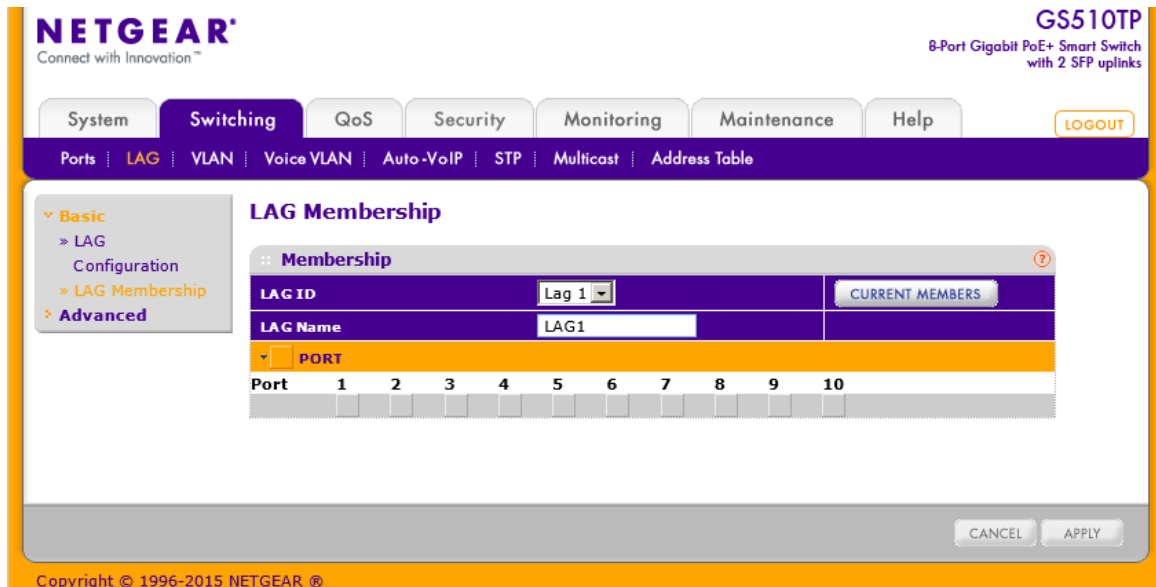 NETGEAR®
Connect with Innovation™
GS510TP
8-Port Gigabit PoE+ Smart Switch
with 2 SFP uplinks
System Switching QoS Security Monitoring Maintenance Help LOGOUT
Ports LAG VLAN Voice VLAN Auto-VoIP STP Multicast Address Table
Basic
» LAG
Configuration
» LAG Membership
Advanced
LAG Membership
Membership ?
LAG ID Lag 1 CURRENT MEMBERS
LAG Name LAG1
PORT
Port 1 2 3 4 5 6 7 8 9 10
CANCEL APPLY
Copyright © 1996-2015 NETGEAR ®